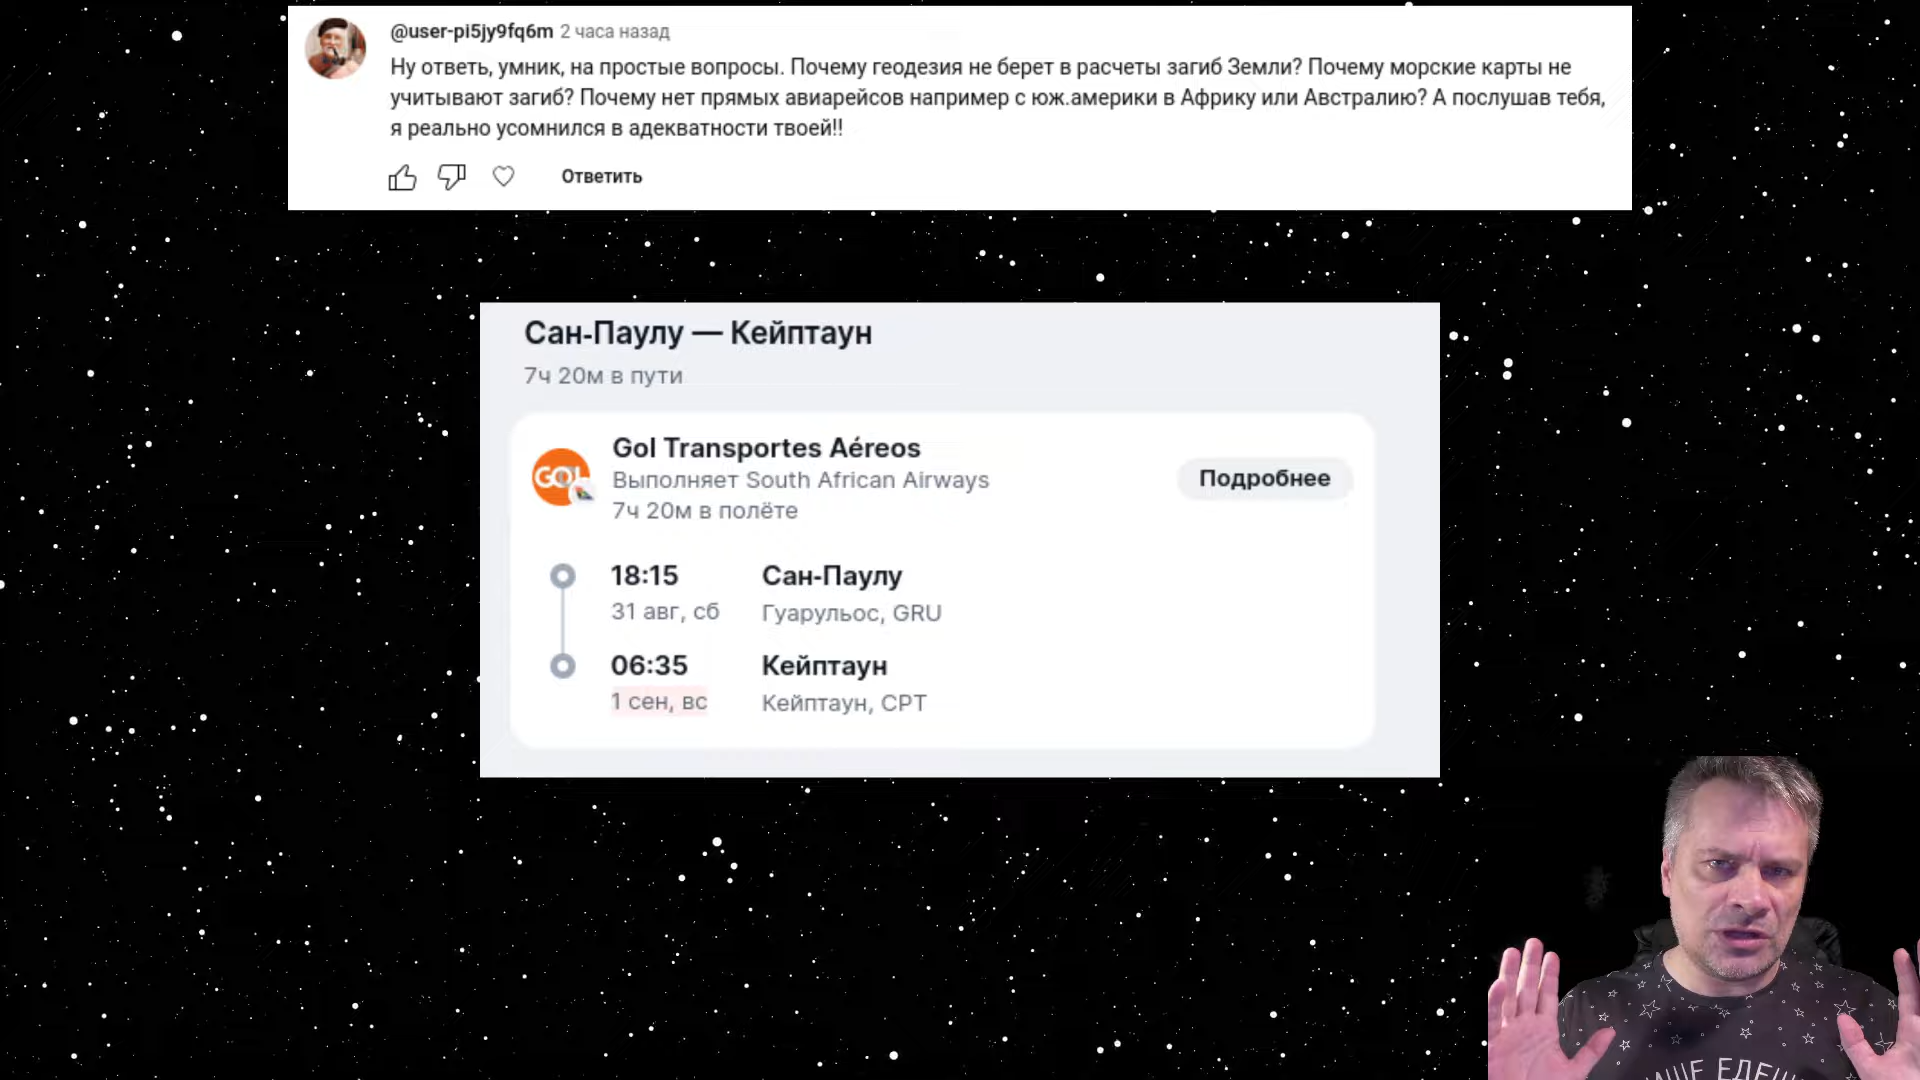 @user-pi5jy9fq6m 2 часа назад
Ну ответь, умник, на простые вопросы. Почему геодезия не берет в расчеты загиб Земли? Почему морские карты не
учитывают загиб? Почему нет прямых авиарейсов например с юж.америки в Африку или Австралию? А послушав тебя,
я реально усомнился в адекватности твоей!!
Ответить
Сан-Паулу — Кейптаун
7ч 20м в пути
Gol Transportes Aéreos
Выполняет South African Airways
7ч 20м в полёте
Подробнее
GOL
18:15 Сан-Паулу
31 авг, сб Гуарульос, GRU
06:35 Кейптаун
1 сен, вс Кейптаун, CPT